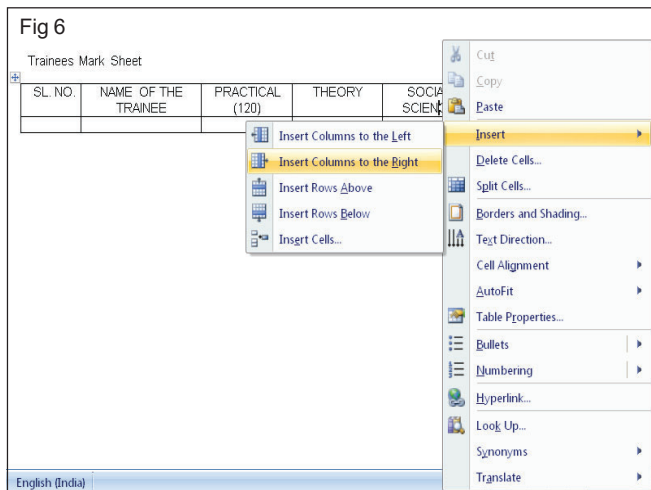 Fig 6
Trainees Mark Sheet
SL. NO.
NAME OF THE
TRAINEE
PRACTICAL
(120)
THEORY
SOCIA
SCIEN
Insert Columns to the Left
Insert Columns to the Right
Insert Rows Above
Insert Rows Below
Insert Cells...
Cut
Copy
Paste
Insert
Delete Cells...
Split Cells...
Borders and Shading...
Text Direction...
Cell Alignment
AutoFit
Table Properties...
Bullets
Numbering
Hyperlink...
Look Up...
Synonyms
Translate
English (India)